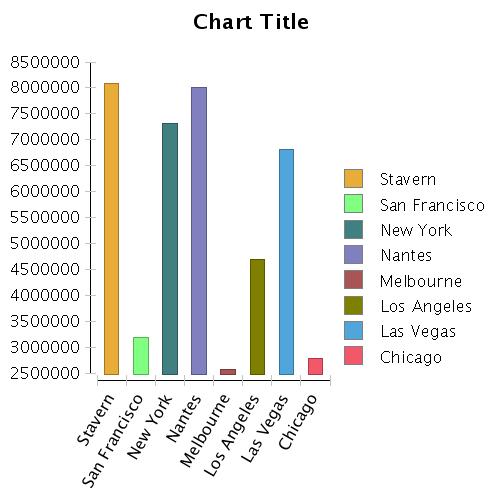 Chart Title
8500000
8000000
7500000
7000000
6500000
6000000
5500000
5000000
4500000
4000000
3500000
3000000
2500000
Stavern
San Francisco
New York
Nantes
Melbourne
Los Angeles
Las Vegas
Chicago
Stavern
San Francisco
New York
Nantes
Melbourne
Los Angeles
Las Vegas
Chicago